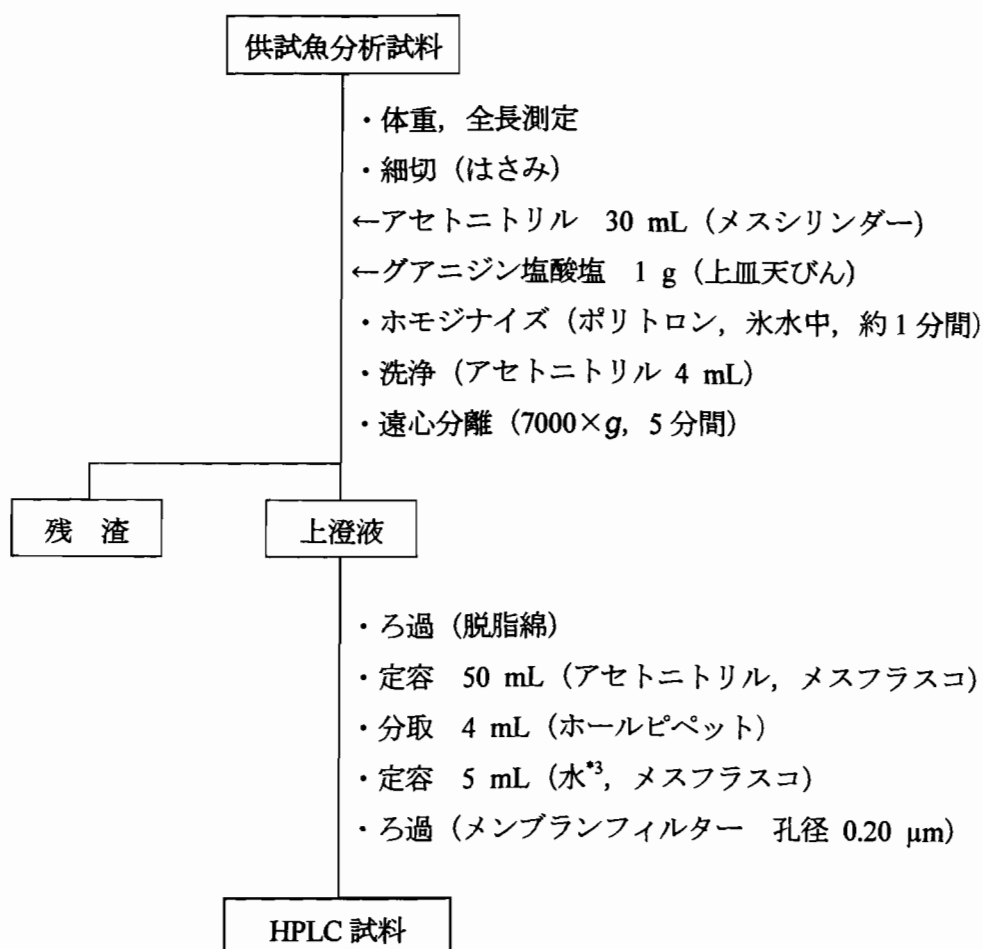 供試魚分析試料
・体重，全長測定
・細切（はさみ）
←アセトニトリル　30 mL（メスシリンダー）
←グアニジン塩酸塩　1 g（上皿天びん）
・ホモジナイズ（ポリトロン，氷水中，約1分間）
・洗浄（アセトニトリル 4 mL）
・遠心分離（7000×g，5分間）
残　渣
上澄液
・ろ過（脱脂綿）
・定容　50 mL（アセトニトリル，メスフラスコ）
・分取　4 mL（ホールピペット）
・定容　5 mL（水*3，メスフラスコ）
・ろ過（メンブランフィルター　孔径 0.20 μm）
HPLC 試料